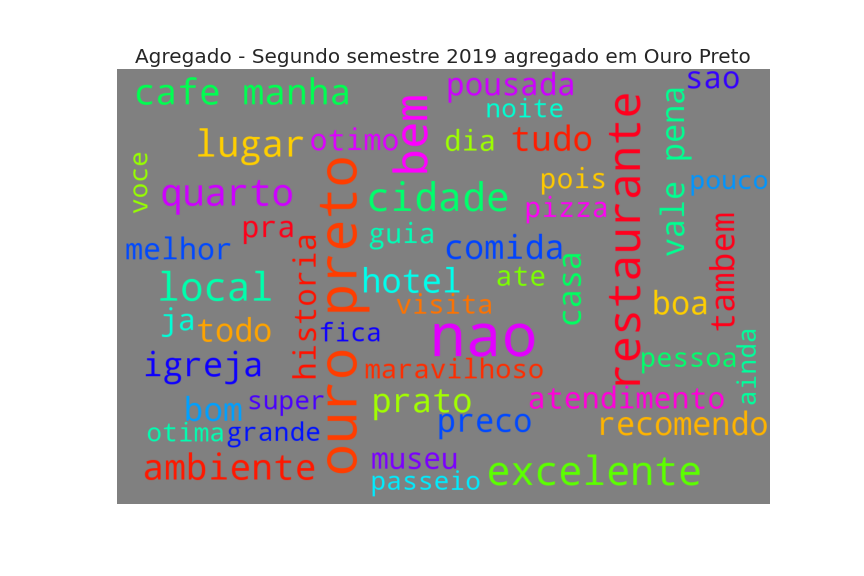 Agregado - Segundo semestre 2019 agregado em Ouro Preto
cafe manha
pousada
sao
noite
bem
restaurante
vale pena
lugar
otimo
dia
tudo
voce
quarto
ouro preto
cidade
pois
pouco
pizza
pra
guia
melhor
historia
comida
tambem
local
hotel
ate
casa
visita
boa
ja
todo
fica
nao
igreja
maravilhoso
pessoa
ainda
bom
super
prato
atendimento
otima
grande
preco
recomendo
ambiente
museu
excelente
passeio